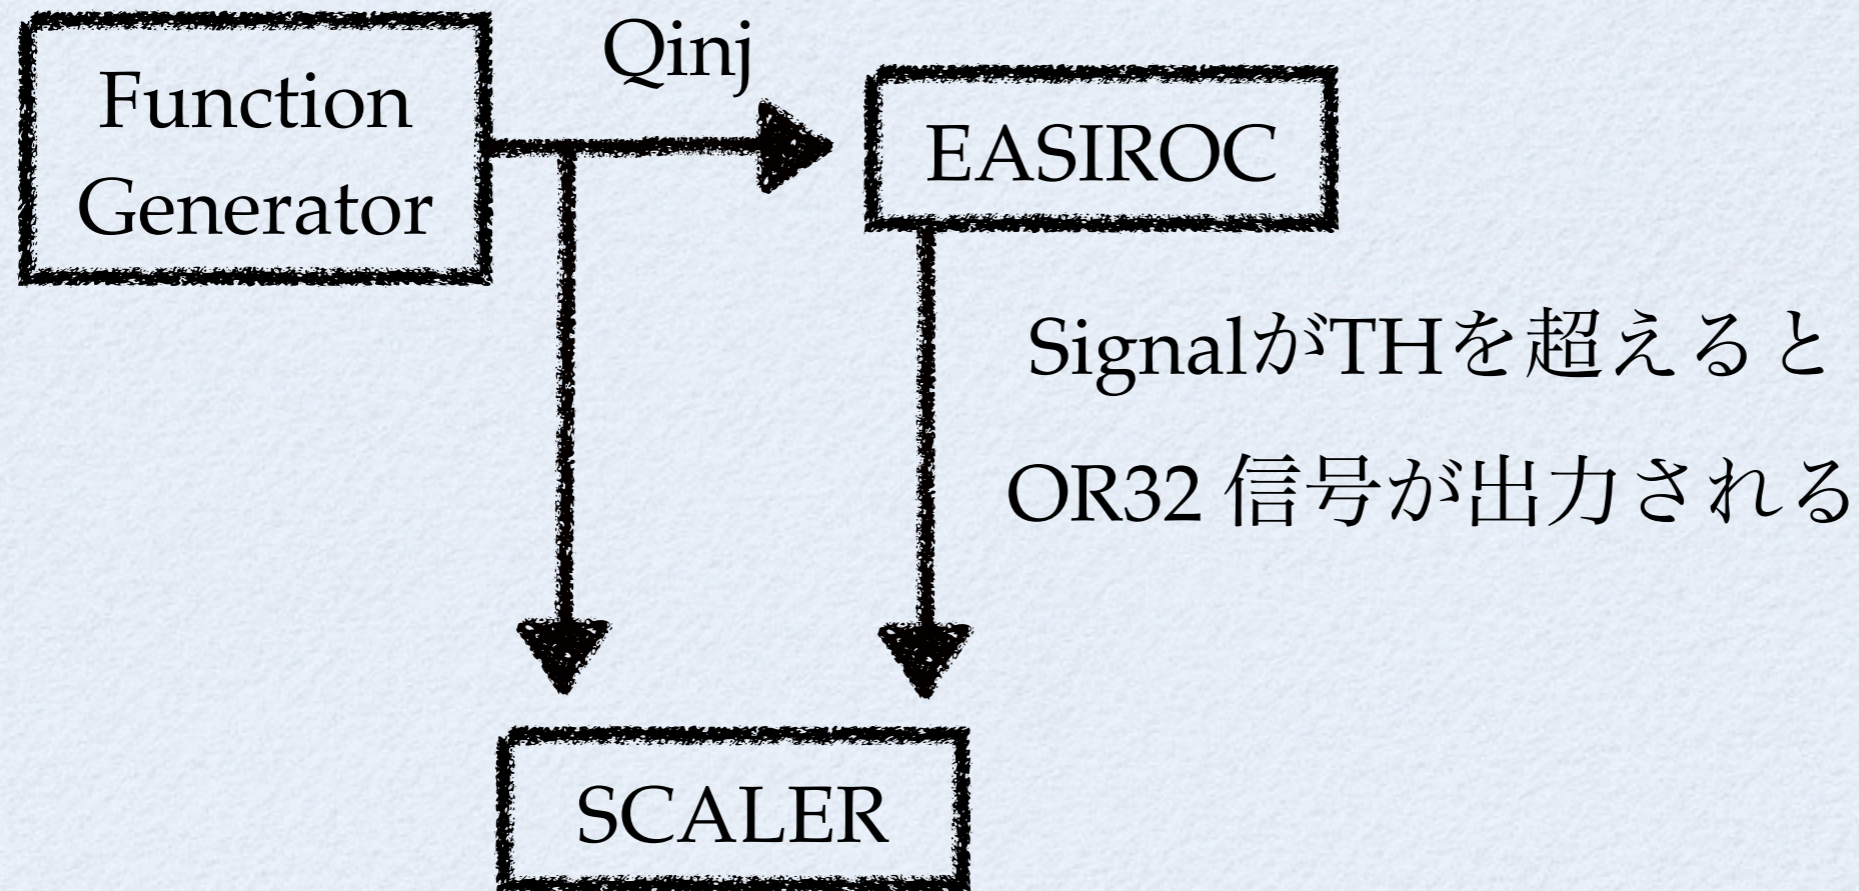 Function
Generator
Qinj
EASIROC
SignalがTHを超えると
OR32 信号が出力される
SCALER